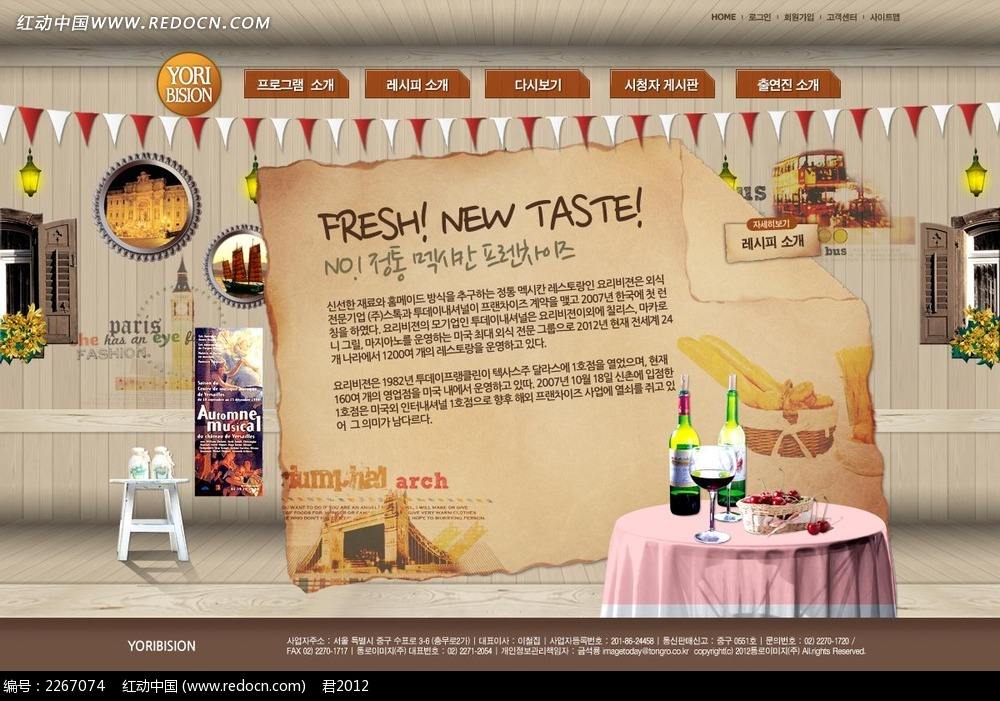 红动中国WWW.REDOCN.COM
HOME | 로그인 | 회원가입 | 고객센터 | 사이트맵
YORI
BISION
프로그램 소개
레시피 소개
다시보기
시청자 게시판
출연진 소개
FRESH! NEW TASTE!
NO! 정통 멕시칸 프렌차이즈
신선한 재료와 홈메이드 방식을 추구하는 정통 멕시칸 레스토랑인 요리비젼은 외식
전문기업 (주)스톡과 투데이내셔널이 프랜차이즈 계약을 맺고 2007년 한국에 첫 런
칭을 하였다. 요리비젼의 모기업인 투데이내셔널은 요리비젼이외에 칠리스, 마카로
니 그릴, 마지아노를 운영하는 미국 최대 외식 전문 그룹으로 2012년 현재 전세계 24
개 나라에서 1200여 개의 레스토랑을 운영하고 있다.
요리비젼은 1982년 투데이프랭클린이 텍사스주 달라스에 1호점을 열었으며, 현재
160여 개의 영업점을 미국 내에서 운영하고 있따. 2007년 10월 18일 신촌에 입점한
1호점은 미국외 인터내셔널 1호점으로 향후 해외 프랜차이즈 사업에 열쇠를 쥐고 있
어 그 의미가 남다르다.
us
자세히보기
레시피 소개
bus
paris
he has an eye fo
FASHION.
Automne
musical
du château de Versailles
triumphal arch
YORIBISION
사업자주소 : 서울 특별시 중구 수표로 3-6 (충무로2가) | 대표이사 : 이철집 | 사업자등록번호 : 201-86-24458 | 통신판매신고 : 중구 0551호 | 문의번호 : 02) 2270-1720 /
FAX 02) 2270-1717 | 통로이미지(주) 대표번호 : 02) 2271-2054 | 개인정보관리책임자 : 금석룡 imagetoday@tongro.co.kr copyright(c) 2012통로이미지(주) All.rights Reserved.
编号：2267074 红动中国 (www.redocn.com) 君2012